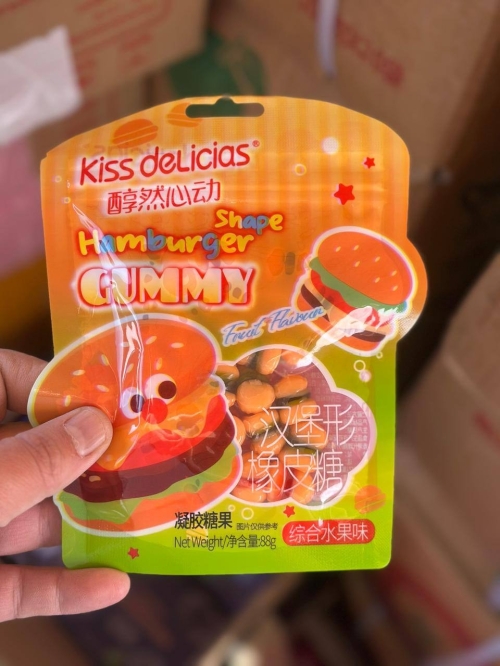 Kiss deLicias®
醇然心动
Shape
Hamburger
GUMMY
Fruit Flavour
汉堡形
橡皮糖
凝胶糖果
图片仅供参考
Net Weight/净含量:88g
综合水果味